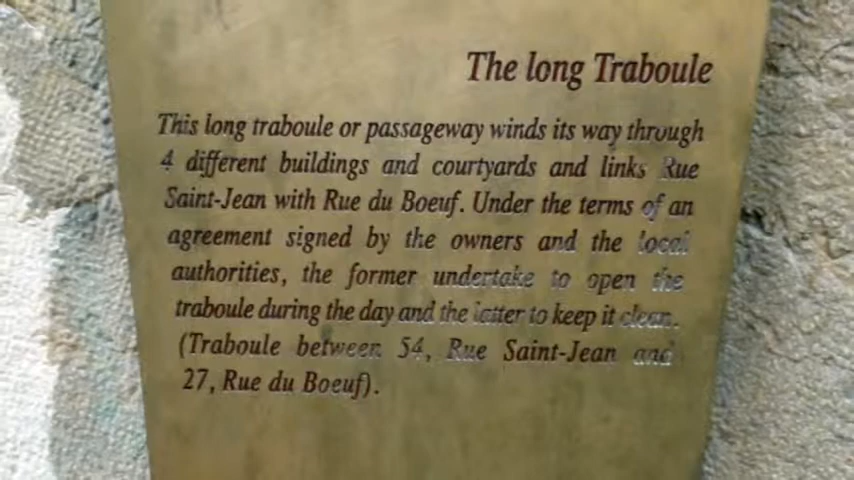 The long Traboule
This long traboule or passageway winds its way through
4 different buildings and courtyards and links Rue
Saint-Jean with Rue du Boeuf. Under the terms of an
agreement signed by the owners and the local
authorities, the former undertake to open the
traboule during the day and the latter to keep it clean.
(Traboule between 54, Rue Saint-Jean and
27, Rue du Boeuf).